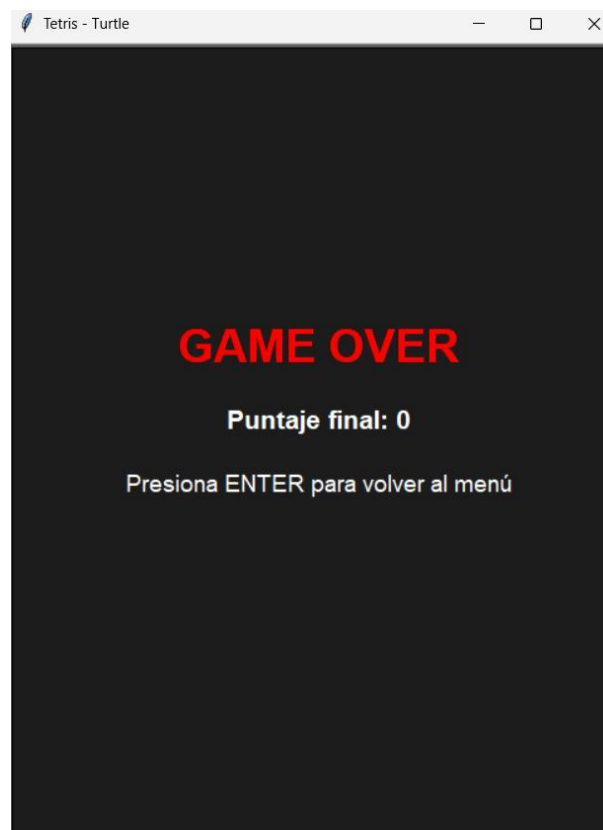 Tetris - Turtle
GAME OVER
Puntaje final: 0
Presiona ENTER para volver al menú